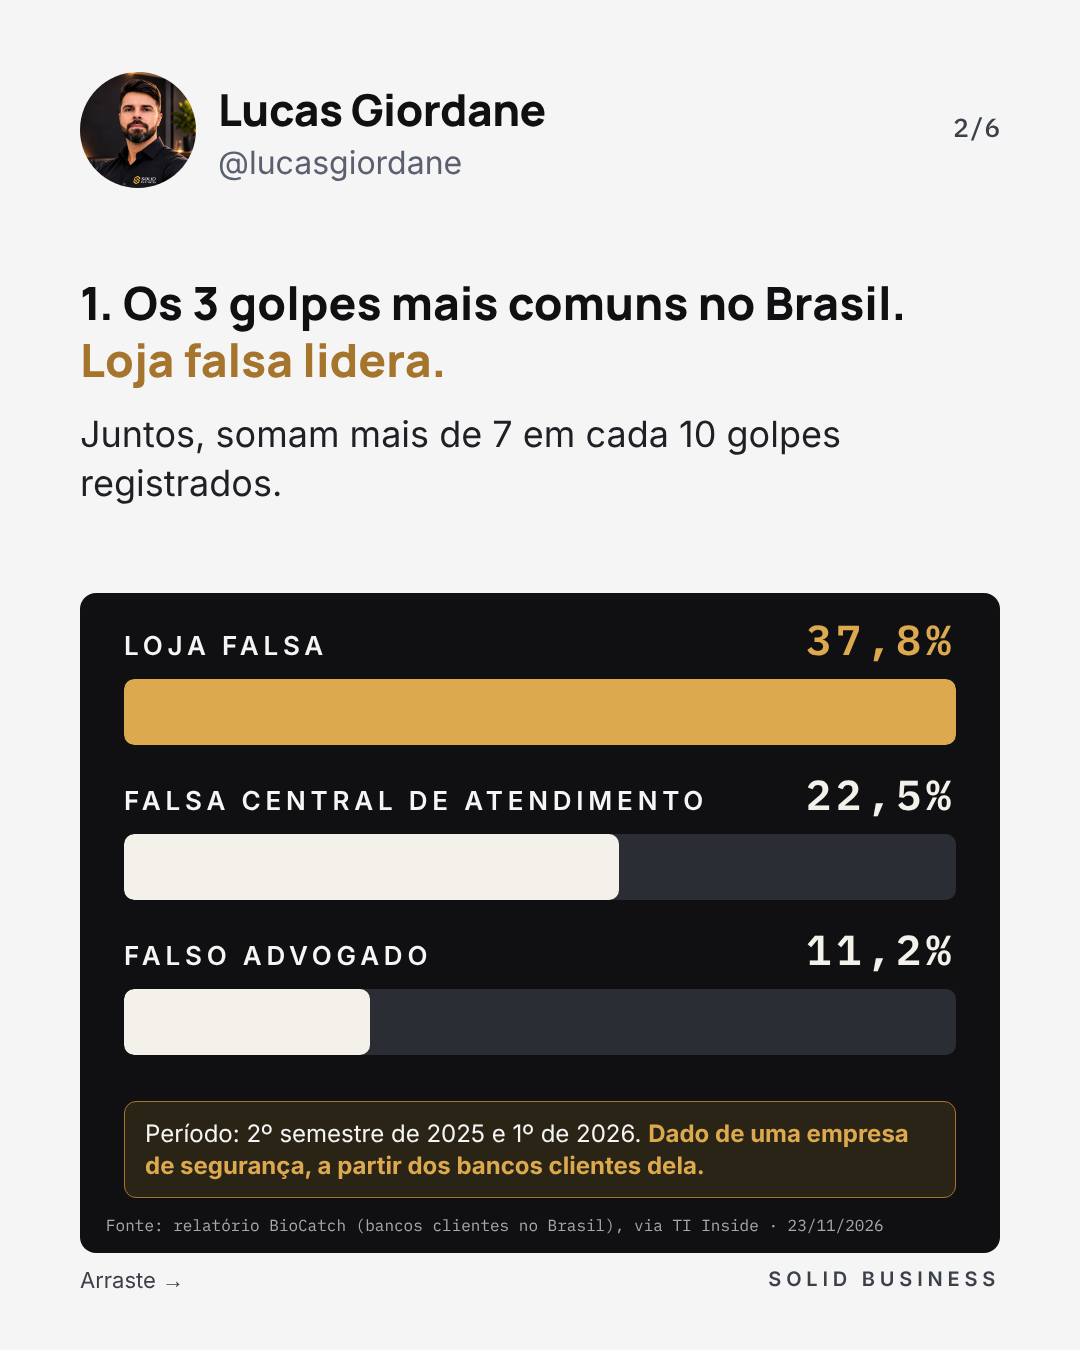 Lucas Giordane
@lucasgiordane
2/6
1. Os 3 golpes mais comuns no Brasil.
Loja falsa lidera.
Juntos, somam mais de 7 em cada 10 golpes
registrados.
LOJA FALSA
37,8%
FALSA CENTRAL DE ATENDIMENTO
22,5%
FALSO ADVOGADO
11,2%
Período: 2º semestre de 2025 e 1º de 2026. Dado de uma empresa
de segurança, a partir dos bancos clientes dela.
Fonte: relatório BioCatch (bancos clientes no Brasil), via TI Inside · 23/11/2026
Arraste →
SOLID BUSINESS